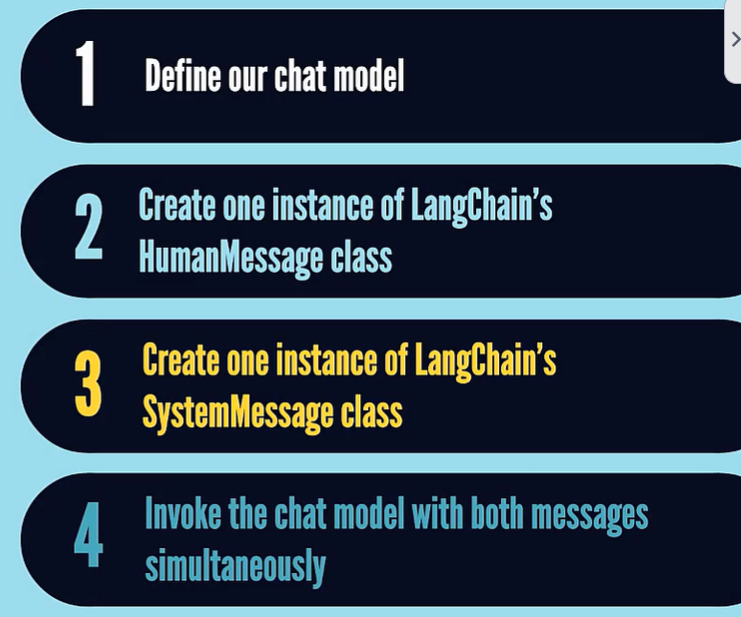 1
Define our chat model
2
Create one instance of LangChain’s
HumanMessage class
3
Create one instance of LangChain’s
SystemMessage class
4
Invoke the chat model with both messages
simultaneously